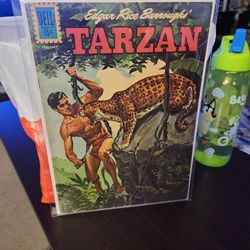 DELL
15¢
Edgar Rice Burroughs'
TARZAN